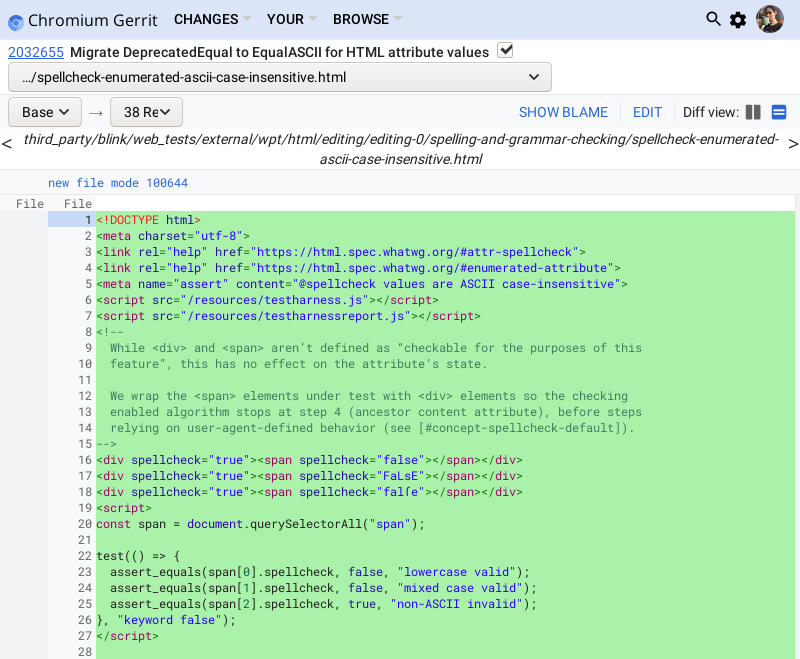 Chromium Gerrit CHANGES YOUR BROWSE
2032655 Migrate DeprecatedEqual to EqualASCII for HTML attribute values
…/spellcheck-enumerated-ascii-case-insensitive.html
Base → 38 Re SHOW BLAME EDIT Diff view:
< third_party/blink/web_tests/external/wpt/html/editing/editing-0/spelling-and-grammar-checking/spellcheck-enumerated- >
ascii-case-insensitive.html
new file mode 100644
File File
1 <!DOCTYPE html>
2 <meta charset="utf-8">
3 <link rel="help" href="https://html.spec.whatwg.org/#attr-spellcheck">
4 <link rel="help" href="https://html.spec.whatwg.org/#enumerated-attribute">
5 <meta name="assert" content="@spellcheck values are ASCII case-insensitive">
6 <script src="/resources/testharness.js"></script>
7 <script src="/resources/testharnessreport.js"></script>
8 <!--
9   While <div> and <span> aren’t defined as “checkable for the purposes of this
10   feature”, this has no effect on the attribute’s state.
11
12   We wrap the <span> elements under test with <div> elements so the checking
13   enabled algorithm stops at step 4 (ancestor content attribute), before steps
14   relying on user-agent-defined behavior (see [#concept-spellcheck-default]).
15 -->
16 <div spellcheck="true"><span spellcheck="false"></span></div>
17 <div spellcheck="true"><span spellcheck="FaLsE"></span></div>
18 <div spellcheck="true"><span spellcheck="falſe"></span></div>
19 <script>
20 const span = document.querySelectorAll("span");
21
22 test(() => {
23   assert_equals(span[0].spellcheck, false, "lowercase valid");
24   assert_equals(span[1].spellcheck, false, "mixed case valid");
25   assert_equals(span[2].spellcheck, true, "non-ASCII invalid");
26 }, "keyword false");
27 </script>
28